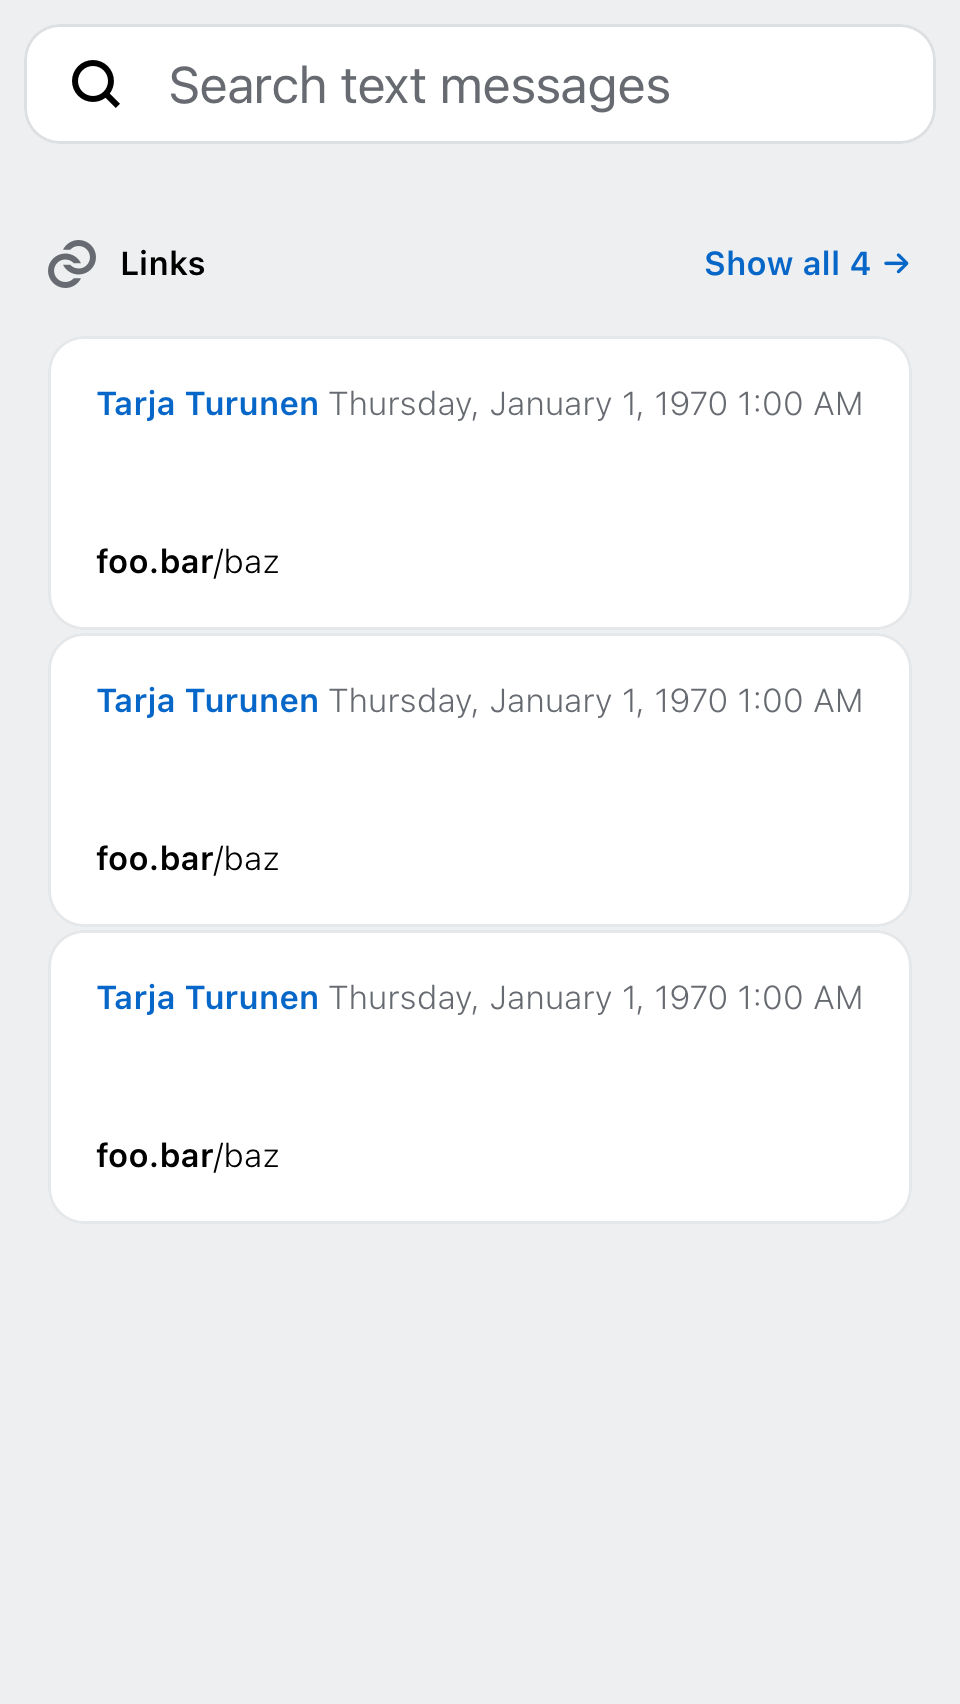 Search text messages
Links
Show all 4 →
Tarja Turunen Thursday, January 1, 1970 1:00 AM
foo.bar/baz
Tarja Turunen Thursday, January 1, 1970 1:00 AM
foo.bar/baz
Tarja Turunen Thursday, January 1, 1970 1:00 AM
foo.bar/baz